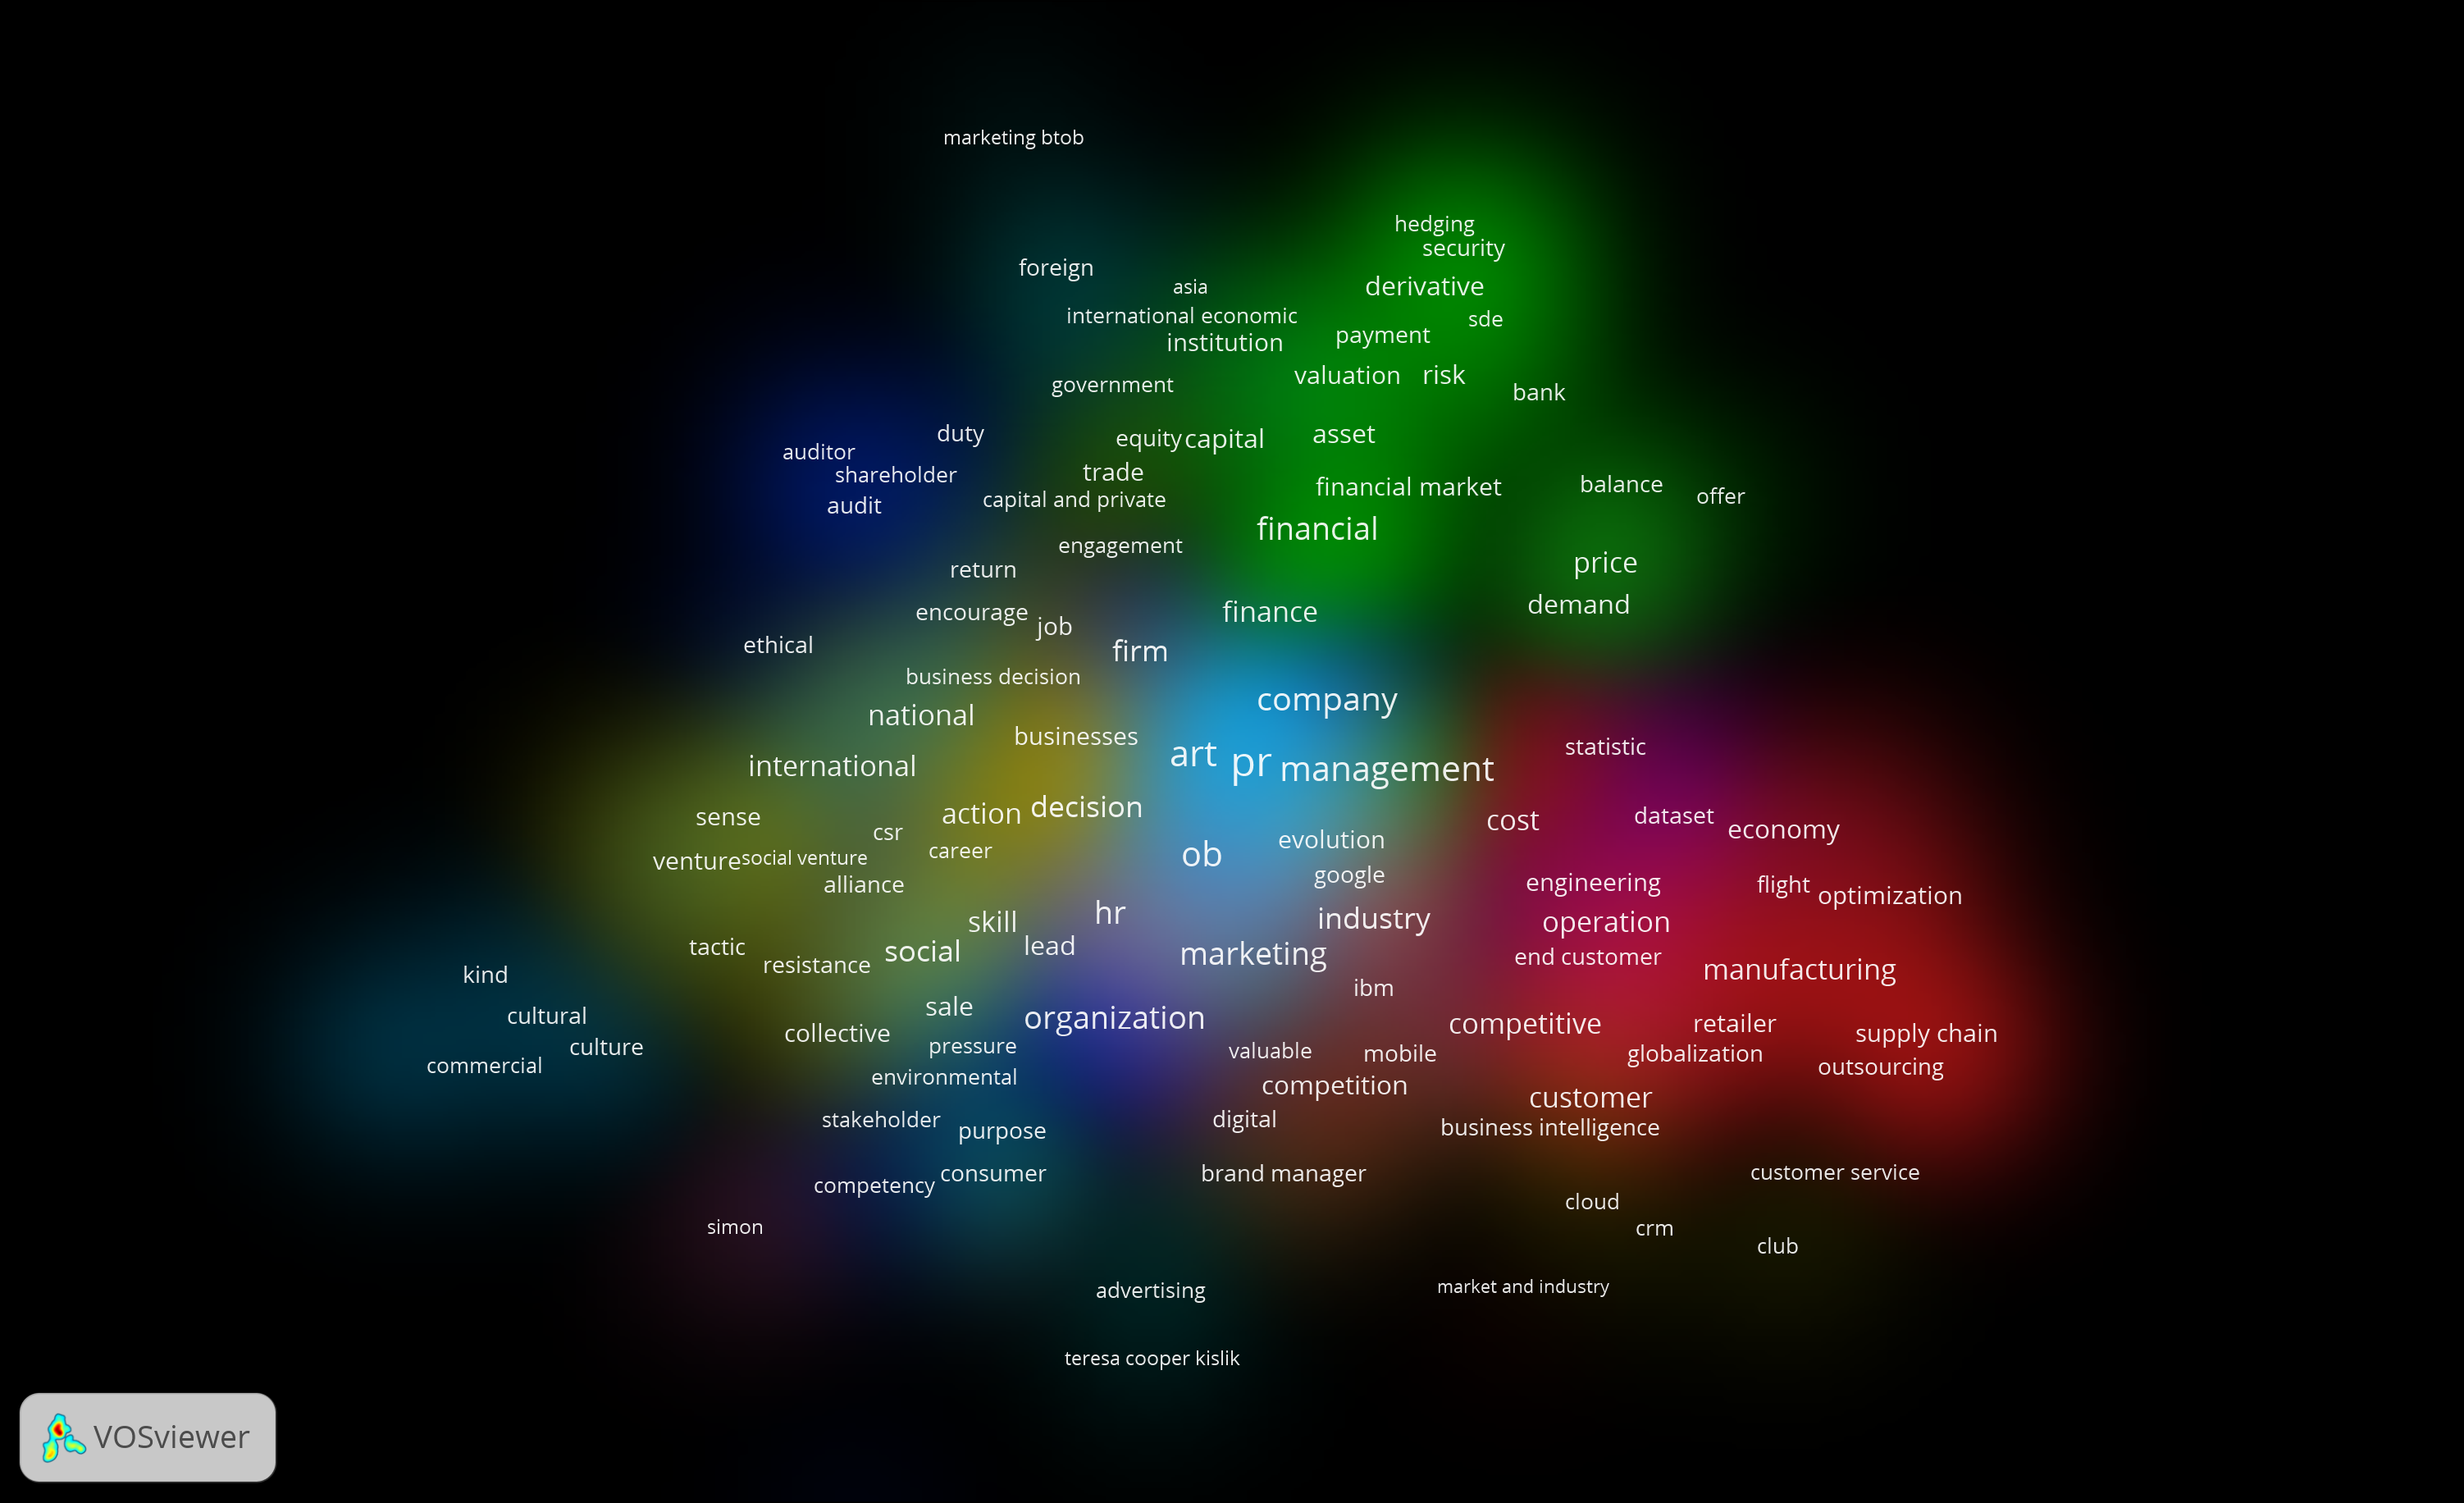 marketing btob
hedging
security
foreign
asia
derivative
international economic
sde
payment
institution
valuation
risk
government
bank
duty
equity
capital
asset
auditor
shareholder
trade
financial market
balance
offer
audit
capital and private
financial
engagement
price
return
demand
encourage
job
finance
ethical
firm
business decision
company
national
businesses
art
pr
management
statistic
international
sense
action
decision
cost
dataset
economy
csr
career
ob
evolution
venture
social venture
google
alliance
engineering
flight
optimization
skill
hr
industry
operation
tactic
resistance
social
lead
marketing
end customer
manufacturing
kind
ibm
cultural
sale
organization
competitive
retailer
supply chain
collective
culture
pressure
valuable
mobile
globalization
outsourcing
commercial
environmental
competition
customer
stakeholder
purpose
digital
business intelligence
competency
consumer
brand manager
customer service
cloud
simon
crm
club
advertising
market and industry
teresa cooper kislik
VOSviewer